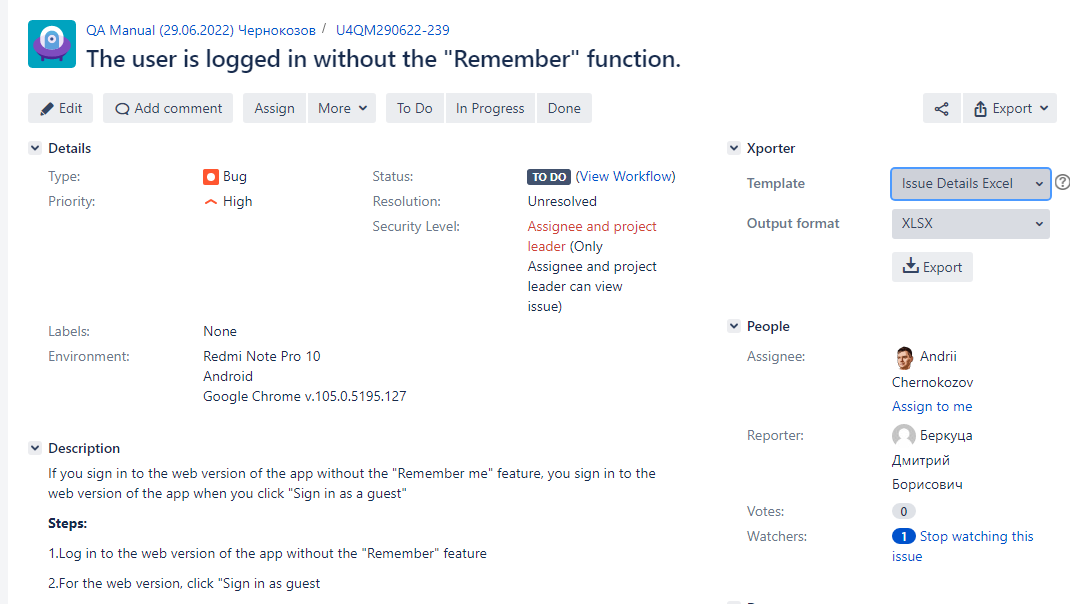 QA Manual (29.06.2022) Чернокозов / U4QM290622-239
The user is logged in without the "Remember" function.
Edit Add comment Assign More To Do In Progress Done Export
Details
Type: Bug Status: TO DO (View Workflow)
Priority: High Resolution: Unresolved
Security Level: Assignee and project
leader (Only
Assignee and project
leader can view
issue)
Labels: None
Environment: Redmi Note Pro 10
Android
Google Chrome v.105.0.5195.127
Description
If you sign in to the web version of the app without the "Remember me" feature, you sign in to the
web version of the app when you click "Sign in as a guest"
Steps:
1.Log in to the web version of the app without the "Remember" feature
2.For the web version, click "Sign in as guest
Xporter
Template Issue Details Excel
Output format XLSX
Export
People
Assignee: Andrii
Chernokozov
Assign to me
Reporter: Беркуца
Дмитрий
Борисович
Votes: 0
Watchers: 1 Stop watching this
issue